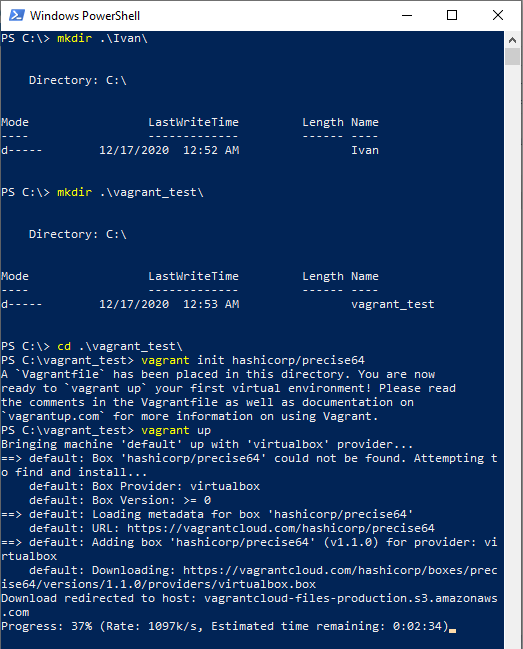 Windows PowerShell
PS C:\> mkdir .\Ivan\
Directory: C:\
Mode                 LastWriteTime         Length Name
----                 -------------         ------ ----
d-----        12/17/2020  12:52 AM                Ivan
PS C:\> mkdir .\vagrant_test\
Directory: C:\
Mode                 LastWriteTime         Length Name
----                 -------------         ------ ----
d-----        12/17/2020  12:53 AM                vagrant_test
PS C:\> cd .\vagrant_test\
PS C:\vagrant_test> vagrant init hashicorp/precise64
A `Vagrantfile` has been placed in this directory. You are now
ready to `vagrant up` your first virtual environment! Please read
the comments in the Vagrantfile as well as documentation on
`vagrantup.com` for more information on using Vagrant.
PS C:\vagrant_test> vagrant up
Bringing machine 'default' up with 'virtualbox' provider...
==> default: Box 'hashicorp/precise64' could not be found. Attempting t
o find and install...
    default: Box Provider: virtualbox
    default: Box Version: >= 0
==> default: Loading metadata for box 'hashicorp/precise64'
    default: URL: https://vagrantcloud.com/hashicorp/precise64
==> default: Adding box 'hashicorp/precise64' (v1.1.0) for provider: vi
rtualbox
    default: Downloading: https://vagrantcloud.com/hashicorp/boxes/prec
ise64/versions/1.1.0/providers/virtualbox.box
Download redirected to host: vagrantcloud-files-production.s3.amazonaws
.com
Progress: 37% (Rate: 1097k/s, Estimated time remaining: 0:02:34)